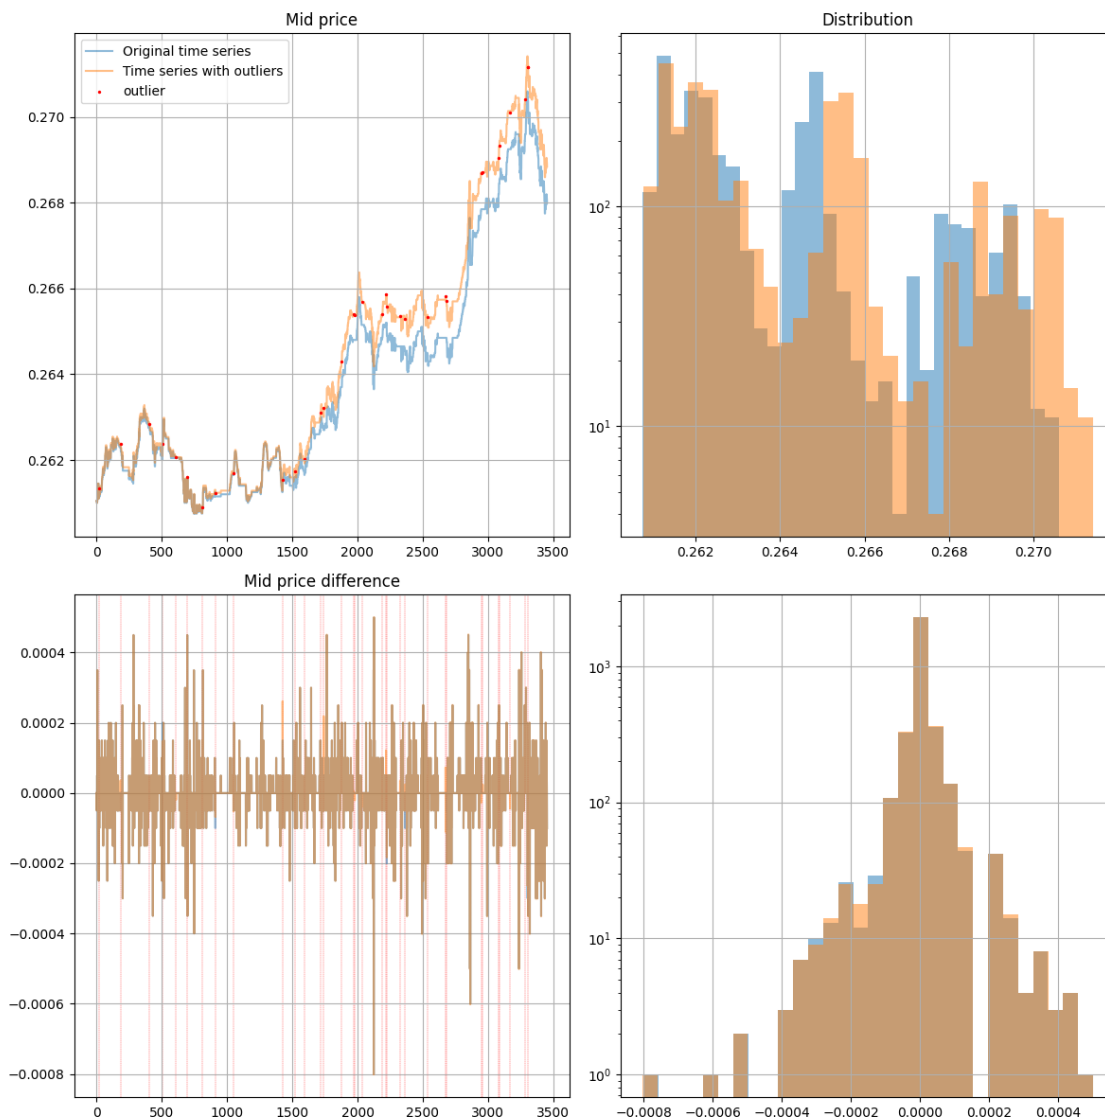 Mid price
Original time series
Time series with outliers
outlier
0.270
0.268
0.266
0.264
0.262
0 500 1000 1500 2000 2500 3000 3500
Distribution
10²
10¹
0.262 0.264 0.266 0.268 0.270
Mid price difference
0.0004
0.0002
0.0000
−0.0002
−0.0004
−0.0006
−0.0008
0 500 1000 1500 2000 2500 3000 3500
10³
10²
10¹
10⁰
−0.0008 −0.0006 −0.0004 −0.0002 0.0000 0.0002 0.0004